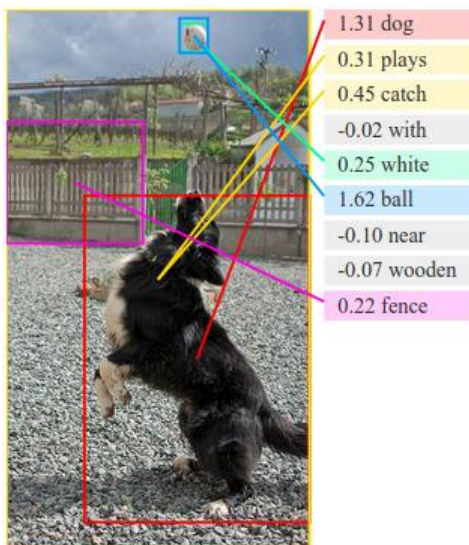 1.31 dog
0.31 plays
0.45 catch
-0.02 with
0.25 white
1.62 ball
-0.10 near
-0.07 wooden
0.22 fence